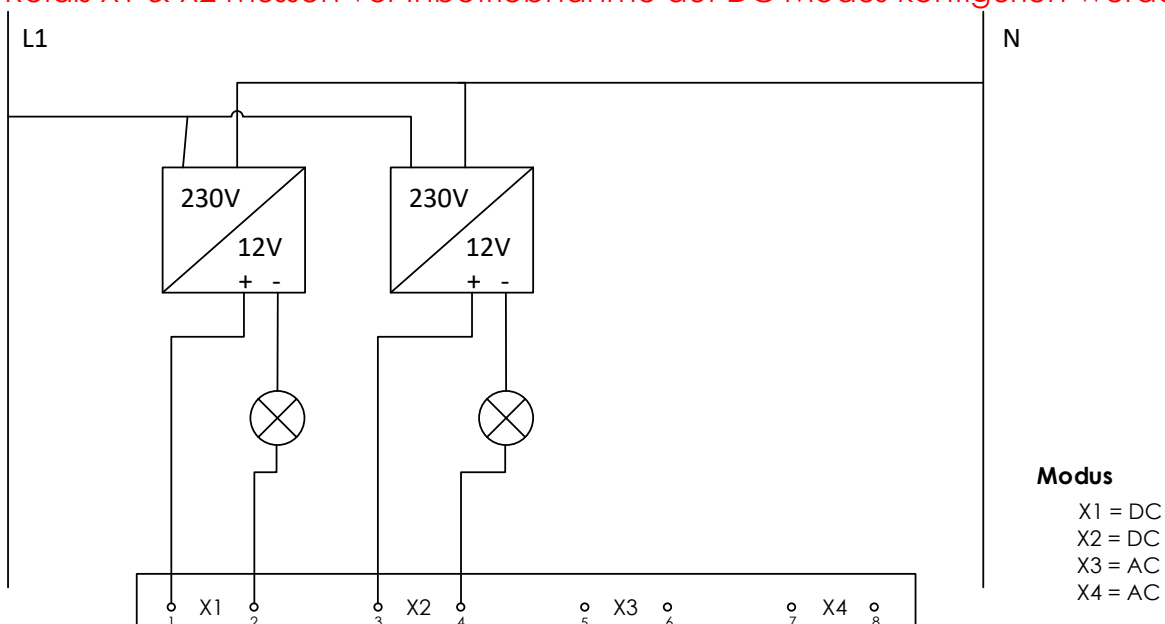 Relais X1 & X2 müssen vor Inbetriebnahme auf DC Modus konfigeriert
L1
N
230V
230V
12V
12V
+ -
+ -
Modus
X1 = DC
X2 = DC
X3 = AC
X4 = AC
X1 X2 X3 X4
1 2 3 4 5 6 7 8